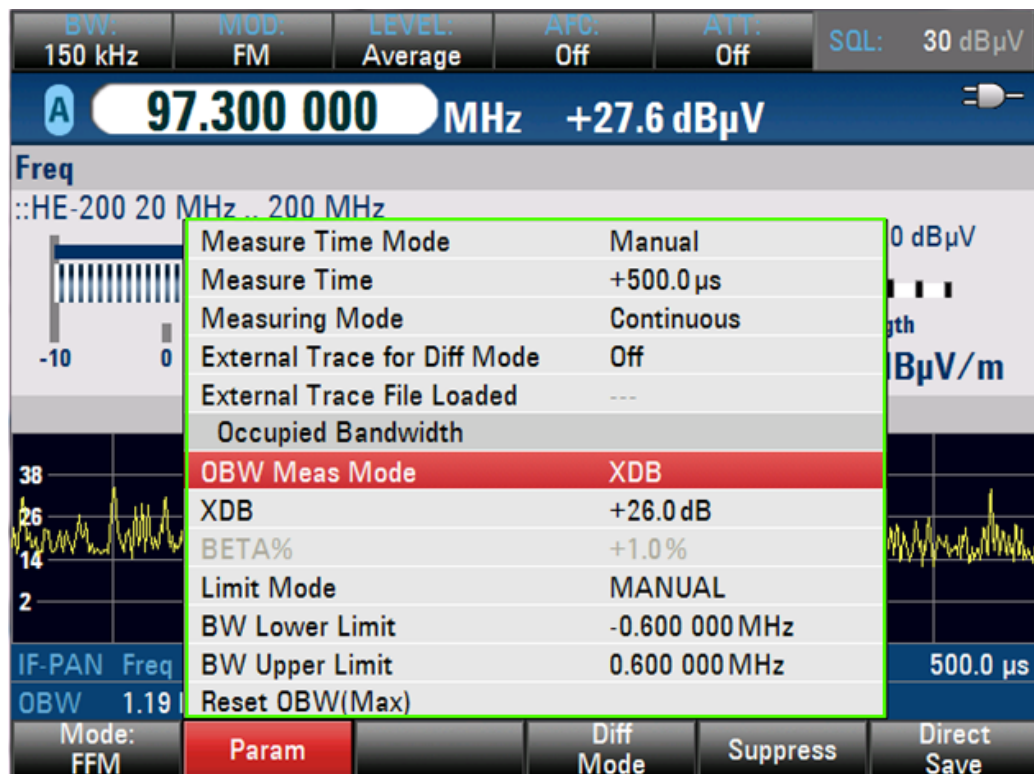 BW: MOD: LEVEL: AFC: ATT: SQL: 30 dBµV
150 kHz FM Average Off Off
A 97.300 000 MHz +27.6 dBµV
Freq
::HE-200 20 MHz .. 200 MHz
0 dBµV
-10 0
dBµV/m
Measure Time Mode Manual
Measure Time +500.0 µs
Measuring Mode Continuous
External Trace for Diff Mode Off
External Trace File Loaded ---
Occupied Bandwidth
OBW Meas Mode XDB
XDB +26.0 dB
BETA% +1.0%
Limit Mode MANUAL
BW Lower Limit -0.600 000 MHz
BW Upper Limit 0.600 000 MHz
Reset OBW(Max)
38
26
14
2
IF-PAN Freq 500.0 µs
OBW 1.19
Mode: FFM
Param
Diff Mode
Suppress
Direct Save